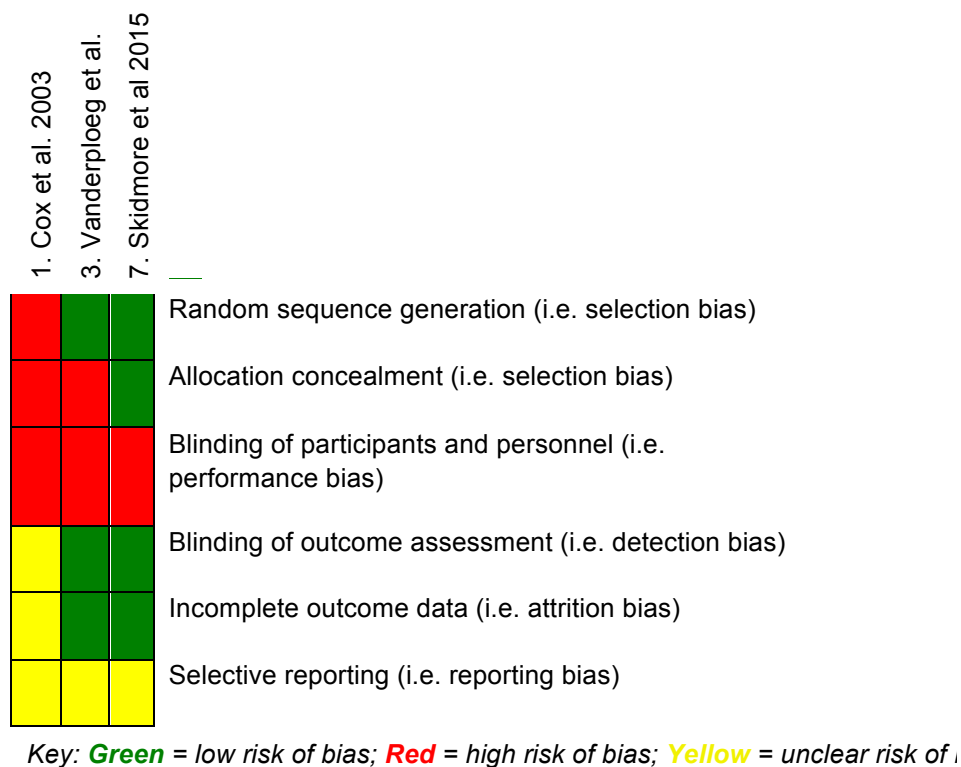 1. Cox et al. 2003
3. Vanderploeg et al.
7. Skidmore et al 2015
Random sequence generation (i.e. selection bias)
Allocation concealment (i.e. selection bias)
Blinding of participants and personnel (i.e.
performance bias)
Blinding of outcome assessment (i.e. detection bias)
Incomplete outcome data (i.e. attrition bias)
Selective reporting (i.e. reporting bias)
Key: Green = low risk of bias; Red = high risk of bias; Yellow = unclear risk of